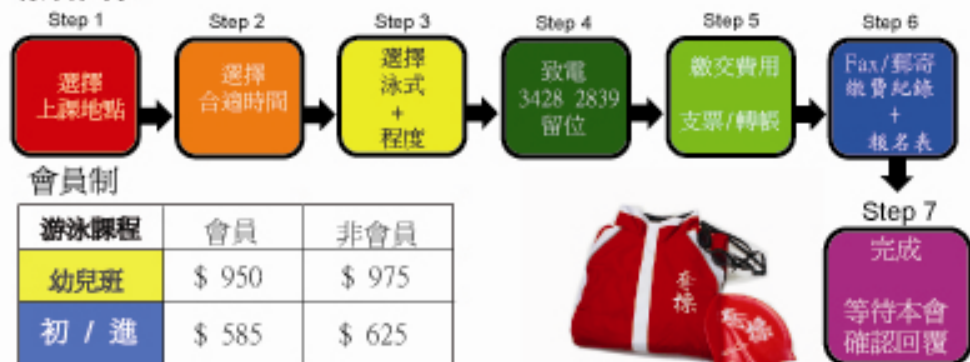 Step 1
Step 2
Step 3
Step 4
Step 5
Step 6
選擇
上課地點
選擇
合適時間
選擇
泳式
+
程度
致電
3428 2839
留位
繳交費用
支票/轉帳
Fax/郵寄
繳費紀錄
+
報名表
Step 7
完成
等待本會
確認回覆
會員制
游泳課程
會員
非會員
幼兒班
$ 950
$ 975
初 / 進
$ 585
$ 625